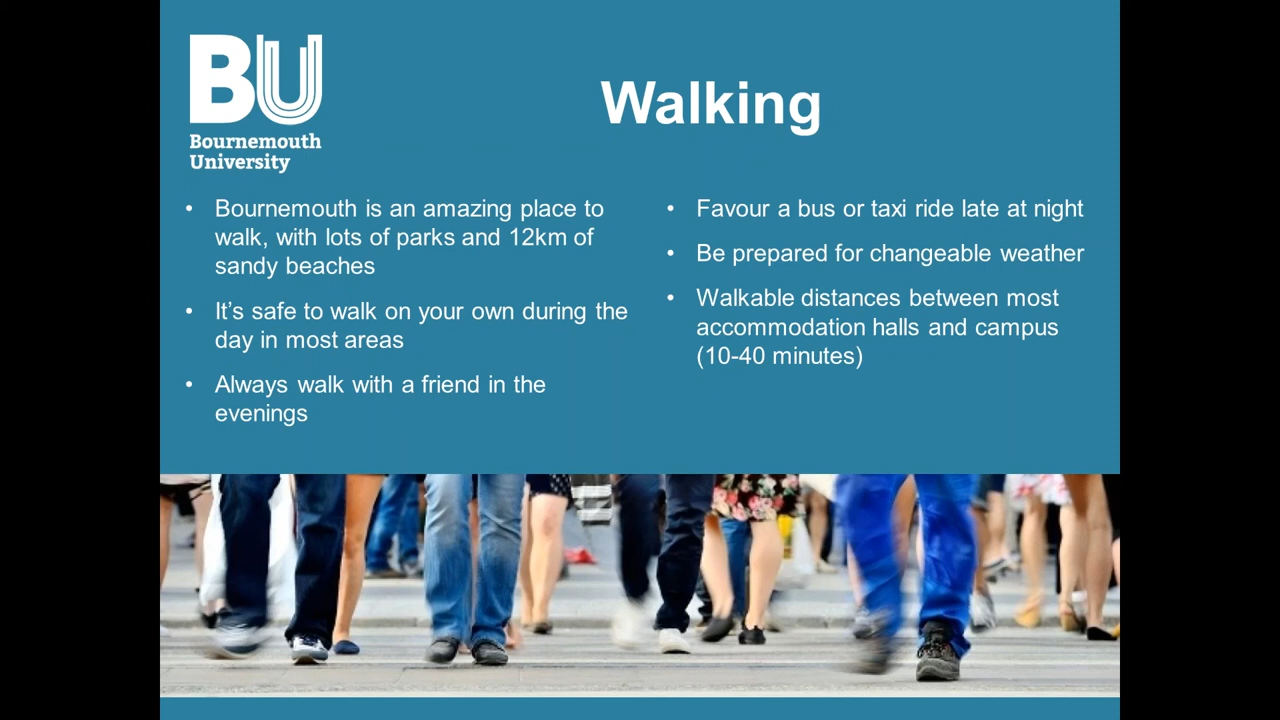 BU
Bournemouth
University
Walking
• Bournemouth is an amazing place to
walk, with lots of parks and 12km of
sandy beaches
• It’s safe to walk on your own during the
day in most areas
• Always walk with a friend in the
evenings
• Favour a bus or taxi ride late at night
• Be prepared for changeable weather
• Walkable distances between most
accommodation halls and campus
(10-40 minutes)